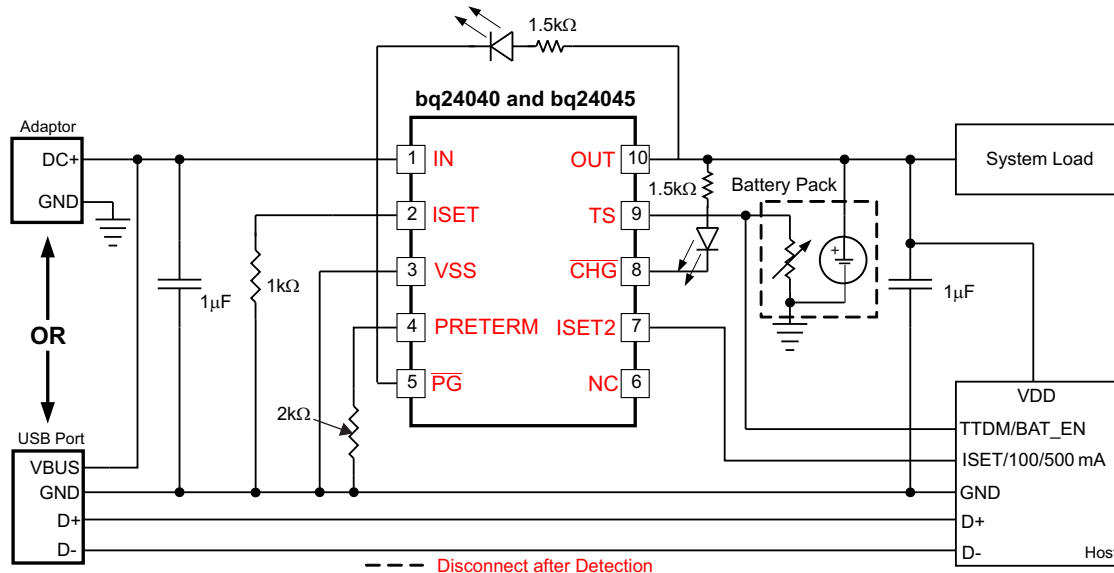 1.5kΩ
bq24040 and bq24045
Adaptor
DC+
GND
1 IN
OUT 10
System Load
1.5kΩ
Battery Pack
2 ISET
TS 9
3 VSS
CHG 8
+
1μF
1kΩ
1μF
OR
4 PRETERM
ISET2 7
5 PG
NC 6
2kΩ
VDD
USB Port
TTDM/BAT_EN
VBUS
ISET/100/500 mA
GND
GND
D+
D+
D-
D-
Host
Disconnect after Detection